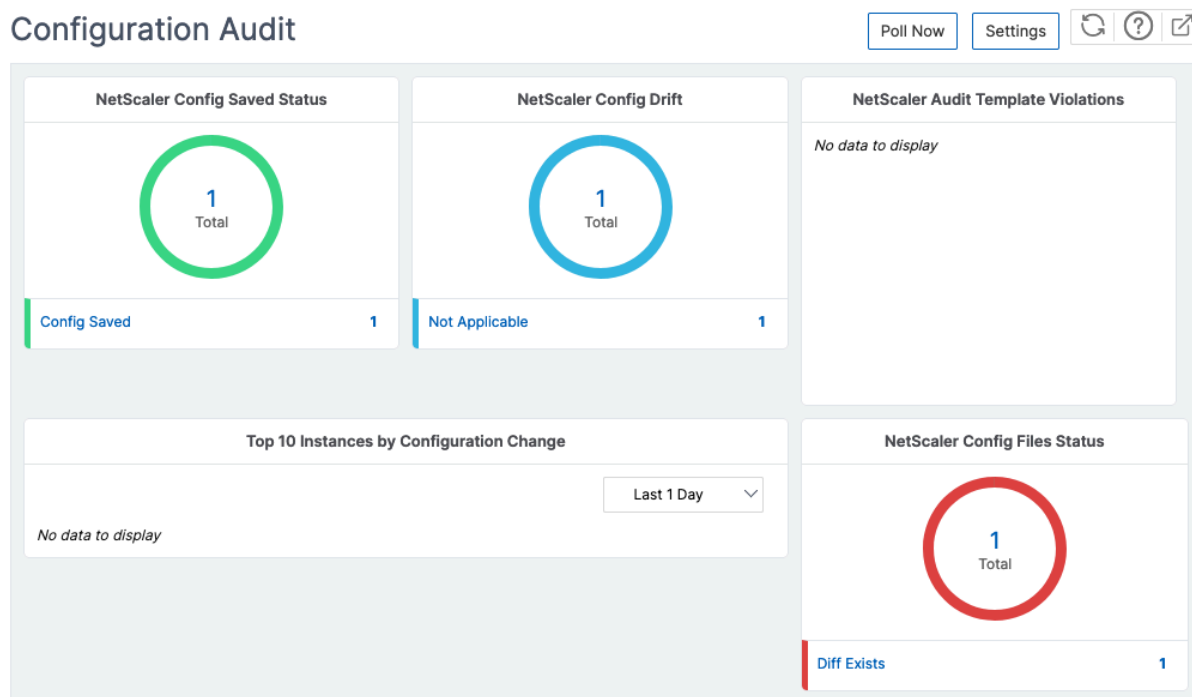 Configuration Audit
Poll Now
Settings
NetScaler Config Saved Status
1
Total
Config Saved 1
NetScaler Config Drift
1
Total
Not Applicable 1
NetScaler Audit Template Violations
No data to display
Top 10 Instances by Configuration Change
Last 1 Day
No data to display
NetScaler Config Files Status
1
Total
Diff Exists 1